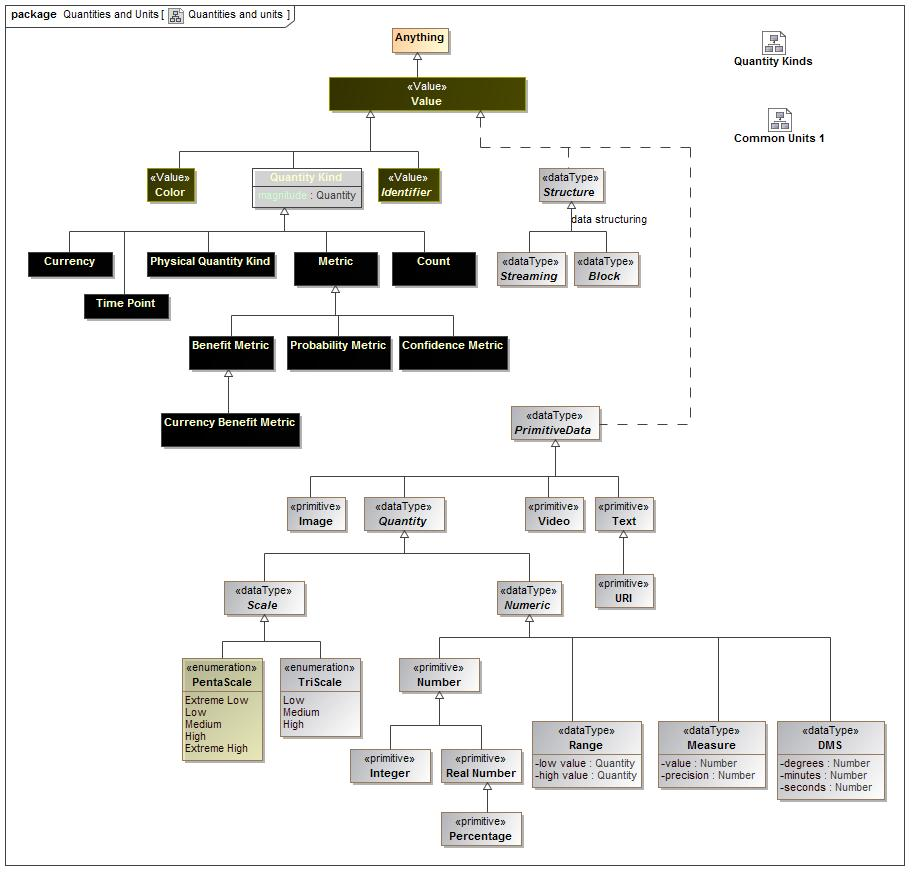 package Quantities and Units [ Quantities and units ]
Anything
Quantity Kinds
«Value»
Value
Common Units 1
«Value»
Color
Quantity Kind
magnitude : Quantity
«Value»
Identifier
«dataType»
Structure
data structuring
Currency
Physical Quantity Kind
Metric
Count
«dataType»
Streaming
«dataType»
Block
Time Point
Benefit Metric
Probability Metric
Confidence Metric
Currency Benefit Metric
«dataType»
PrimitiveData
«primitive»
Image
«dataType»
Quantity
«primitive»
Video
«primitive»
Text
«dataType»
Scale
«dataType»
Numeric
«primitive»
URI
«enumeration»
PentaScale
Extreme Low
Low
Medium
High
Extreme High
«enumeration»
TriScale
Low
Medium
High
«primitive»
Number
«primitive»
Integer
«primitive»
Real Number
«dataType»
Range
-low value : Quantity
-high value : Quantity
«dataType»
Measure
-value : Number
-precision : Number
«dataType»
DMS
-degrees : Number
-minutes : Number
-seconds : Number
«primitive»
Percentage